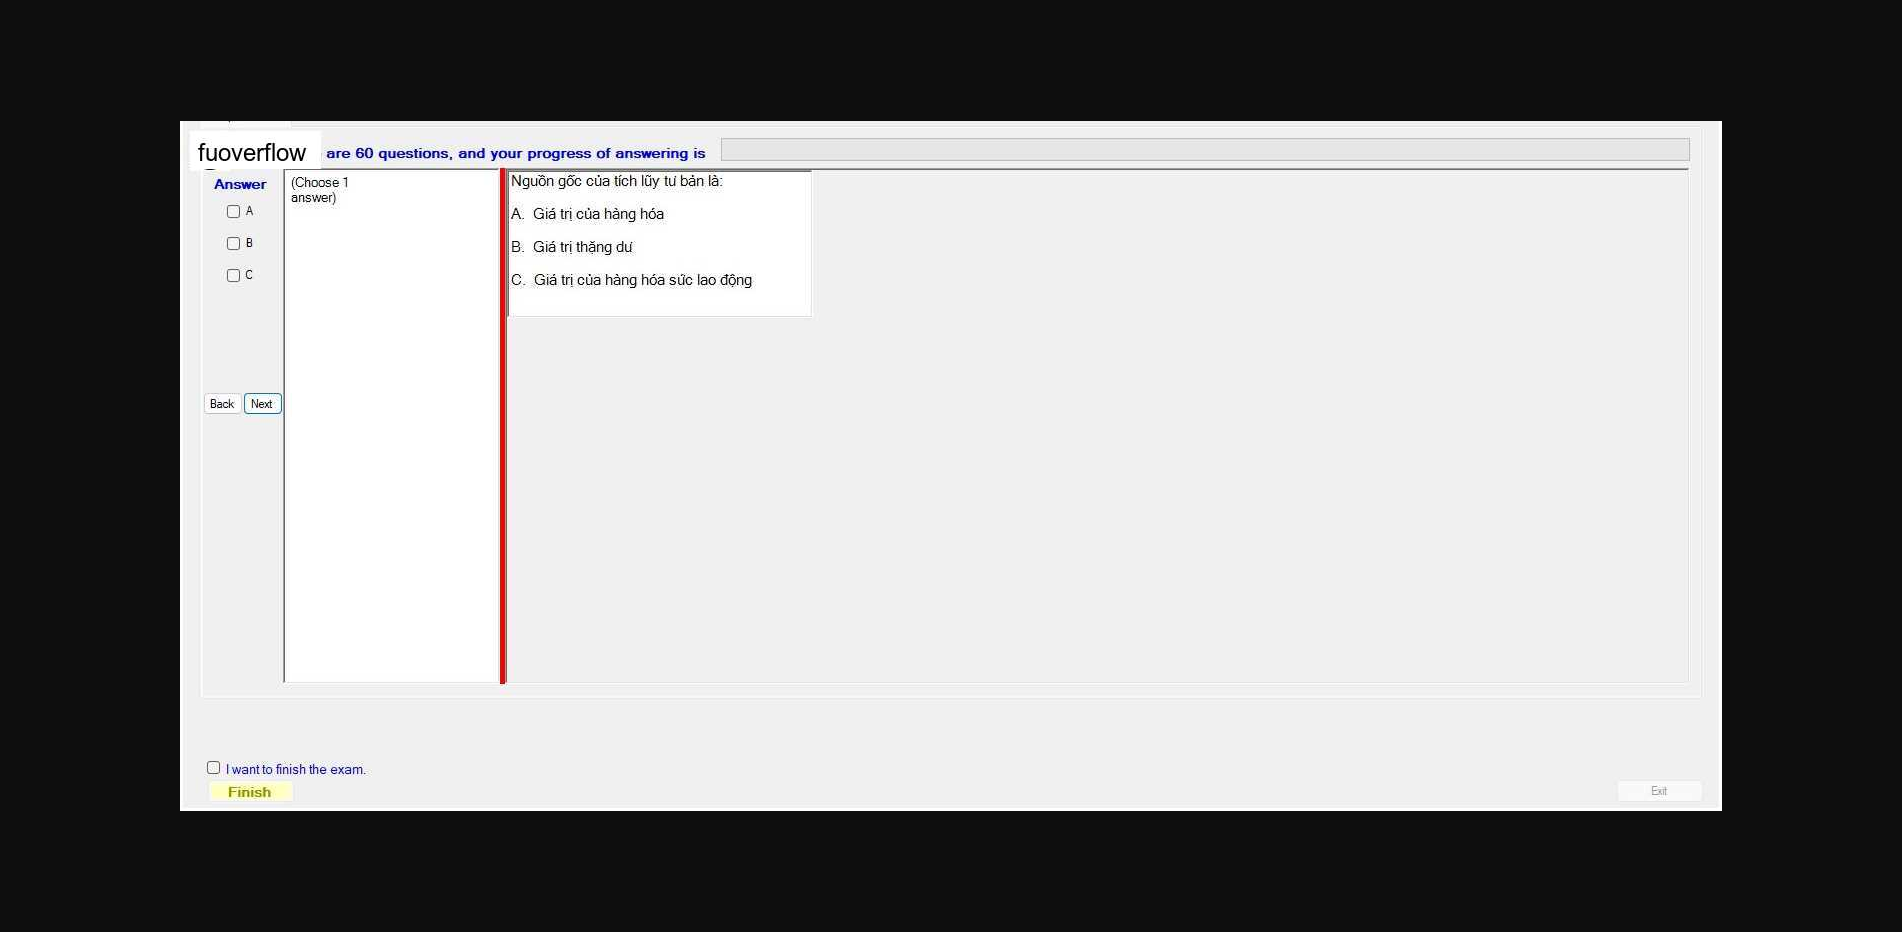 fuoverflow are 60 questions, and your progress of answering is
Answer
A
B
C
Back Next
(Choose 1
answer)
Nguồn gốc của tích lũy tư bản là:
A. Giá trị của hàng hóa
B. Giá trị thặng dư
C. Giá trị của hàng hóa sức lao động
I want to finish the exam.
Finish
Exit